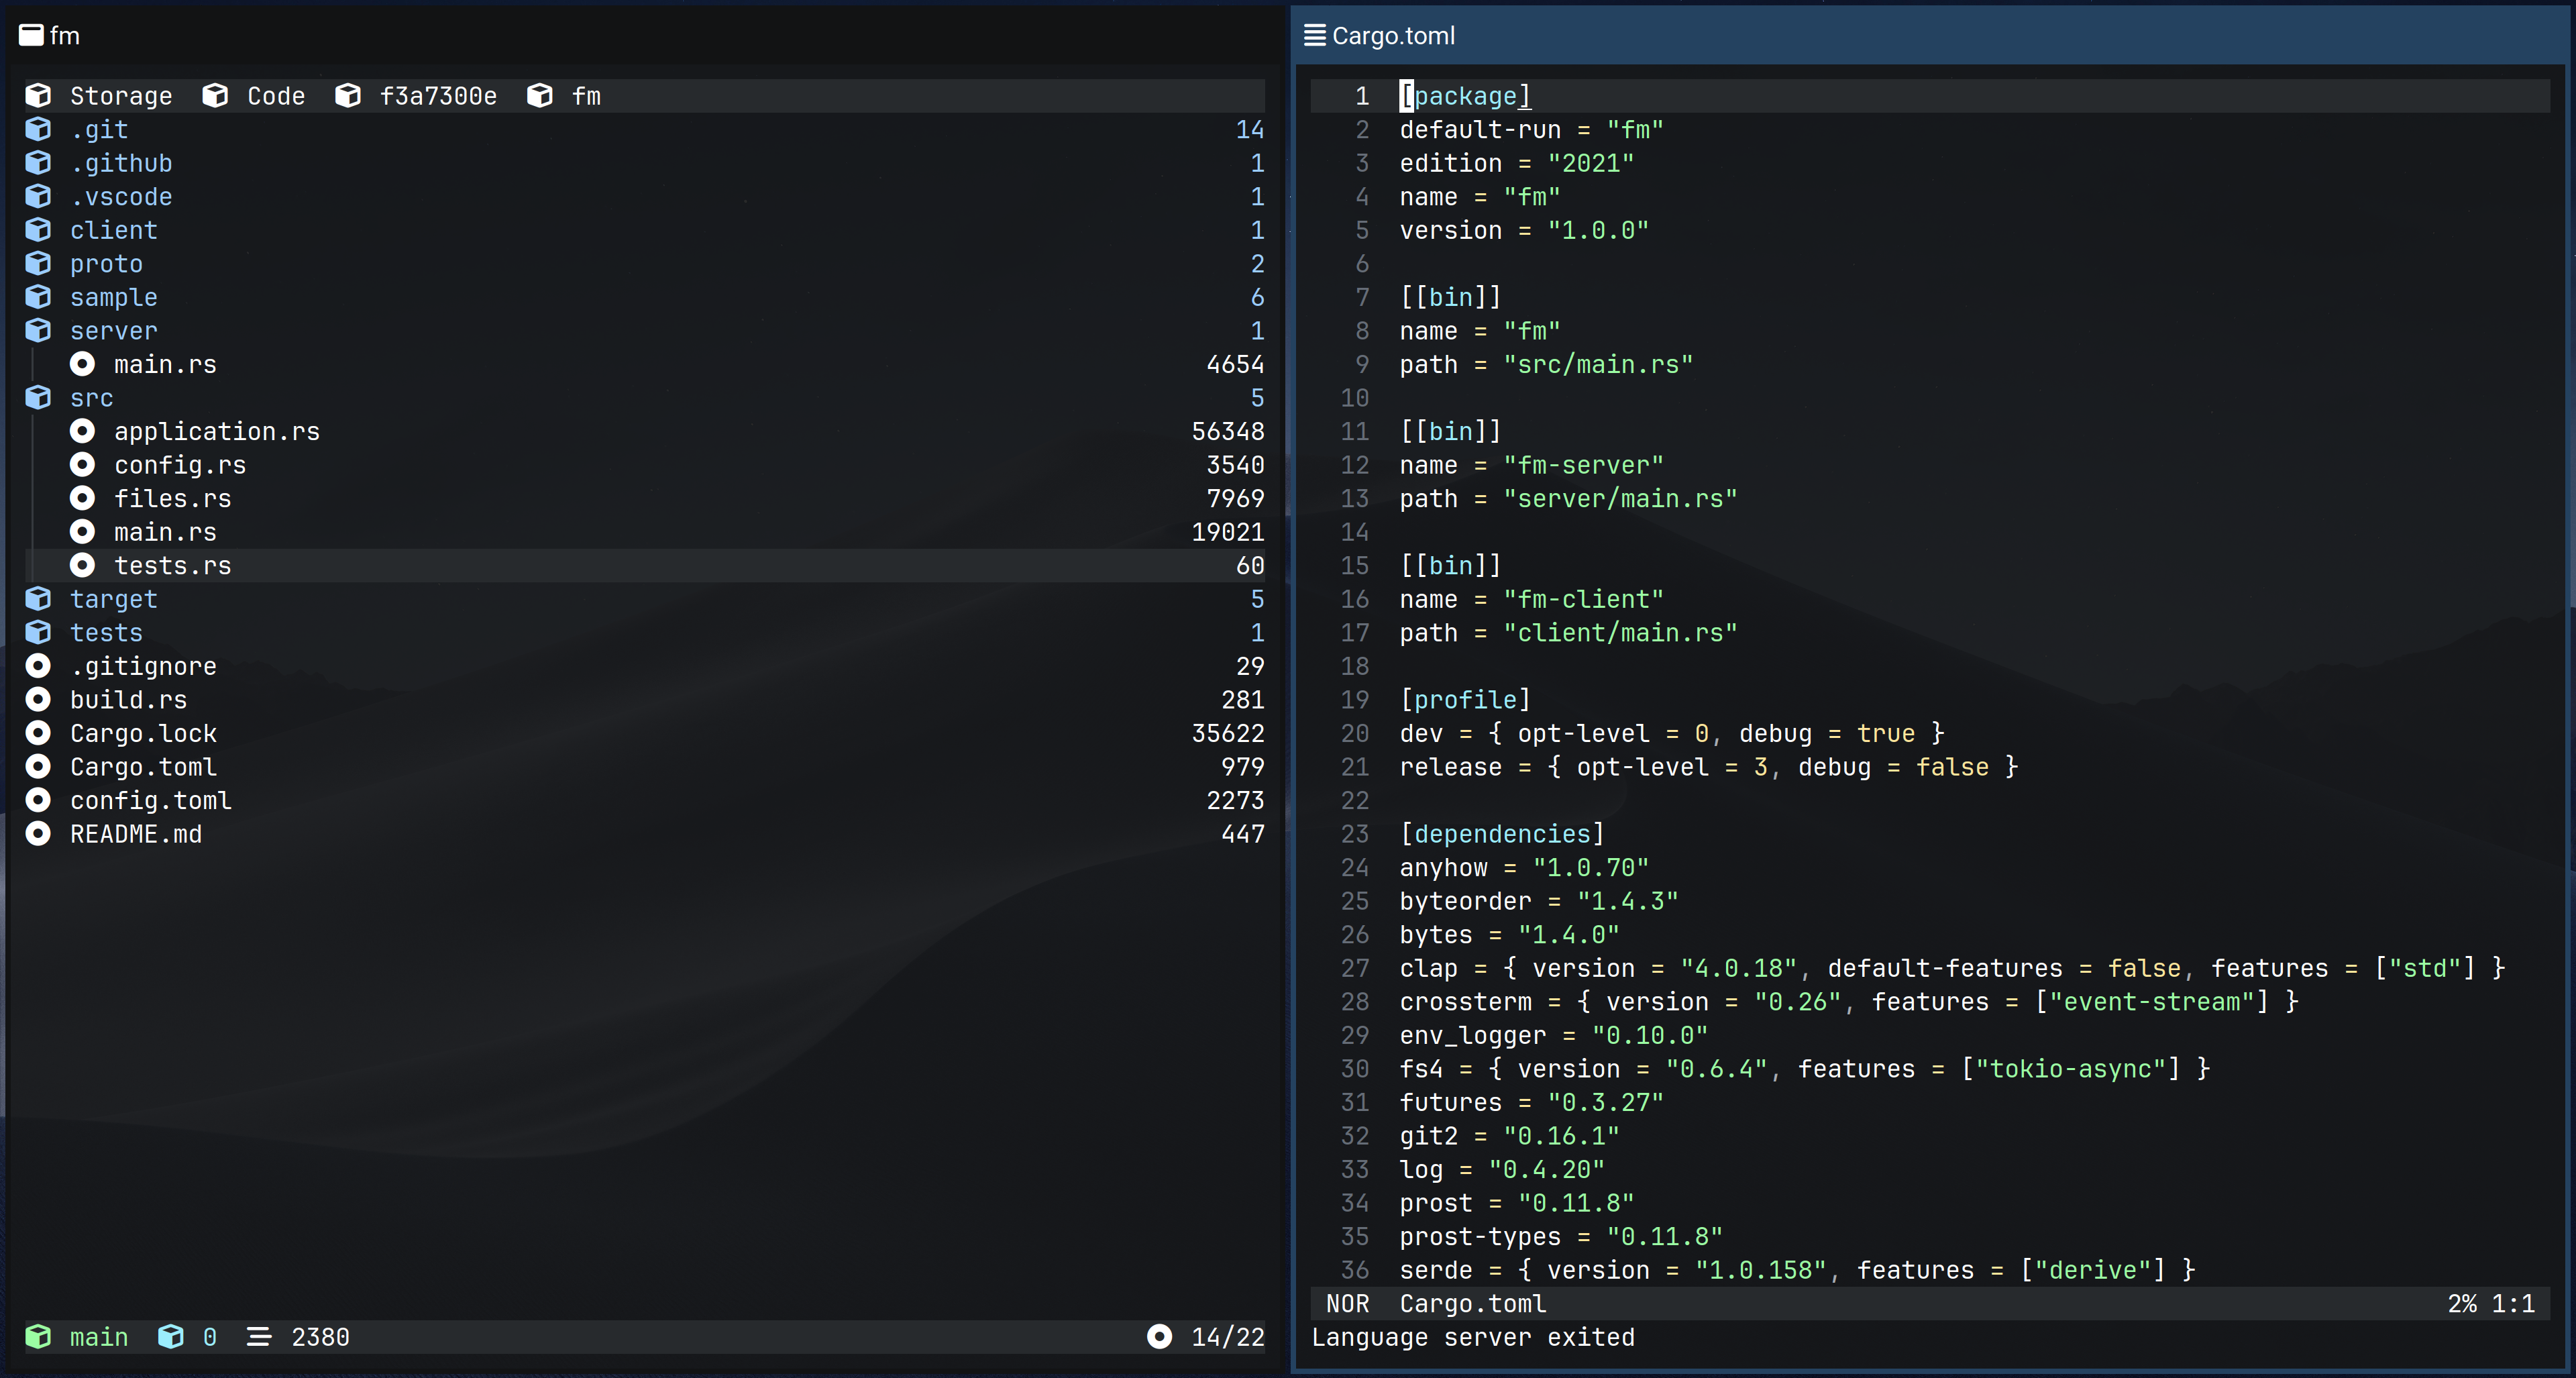 fm
Storage Code f3a7300e fm
.git 14
.github 1
.vscode 1
client 1
proto 2
sample 6
server 1
main.rs 4654
src 5
application.rs 56348
config.rs 3540
files.rs 7969
main.rs 19021
tests.rs 60
target 5
tests 1
.gitignore 29
build.rs 281
Cargo.lock 35622
Cargo.toml 979
config.toml 2273
README.md 447
main 0 2380 14/22
Cargo.toml
1 [package]
2 default-run = "fm"
3 edition = "2021"
4 name = "fm"
5 version = "1.0.0"
6
7 [[bin]]
8 name = "fm"
9 path = "src/main.rs"
10
11 [[bin]]
12 name = "fm-server"
13 path = "server/main.rs"
14
15 [[bin]]
16 name = "fm-client"
17 path = "client/main.rs"
18
19 [profile]
20 dev = { opt-level = 0, debug = true }
21 release = { opt-level = 3, debug = false }
22
23 [dependencies]
24 anyhow = "1.0.70"
25 byteorder = "1.4.3"
26 bytes = "1.4.0"
27 clap = { version = "4.0.18", default-features = false, features = ["std"] }
28 crossterm = { version = "0.26", features = ["event-stream"] }
29 env_logger = "0.10.0"
30 fs4 = { version = "0.6.4", features = ["tokio-async"] }
31 futures = "0.3.27"
32 git2 = "0.16.1"
33 log = "0.4.20"
34 prost = "0.11.8"
35 prost-types = "0.11.8"
36 serde = { version = "1.0.158", features = ["derive"] }
NOR Cargo.toml 2% 1:1
Language server exited